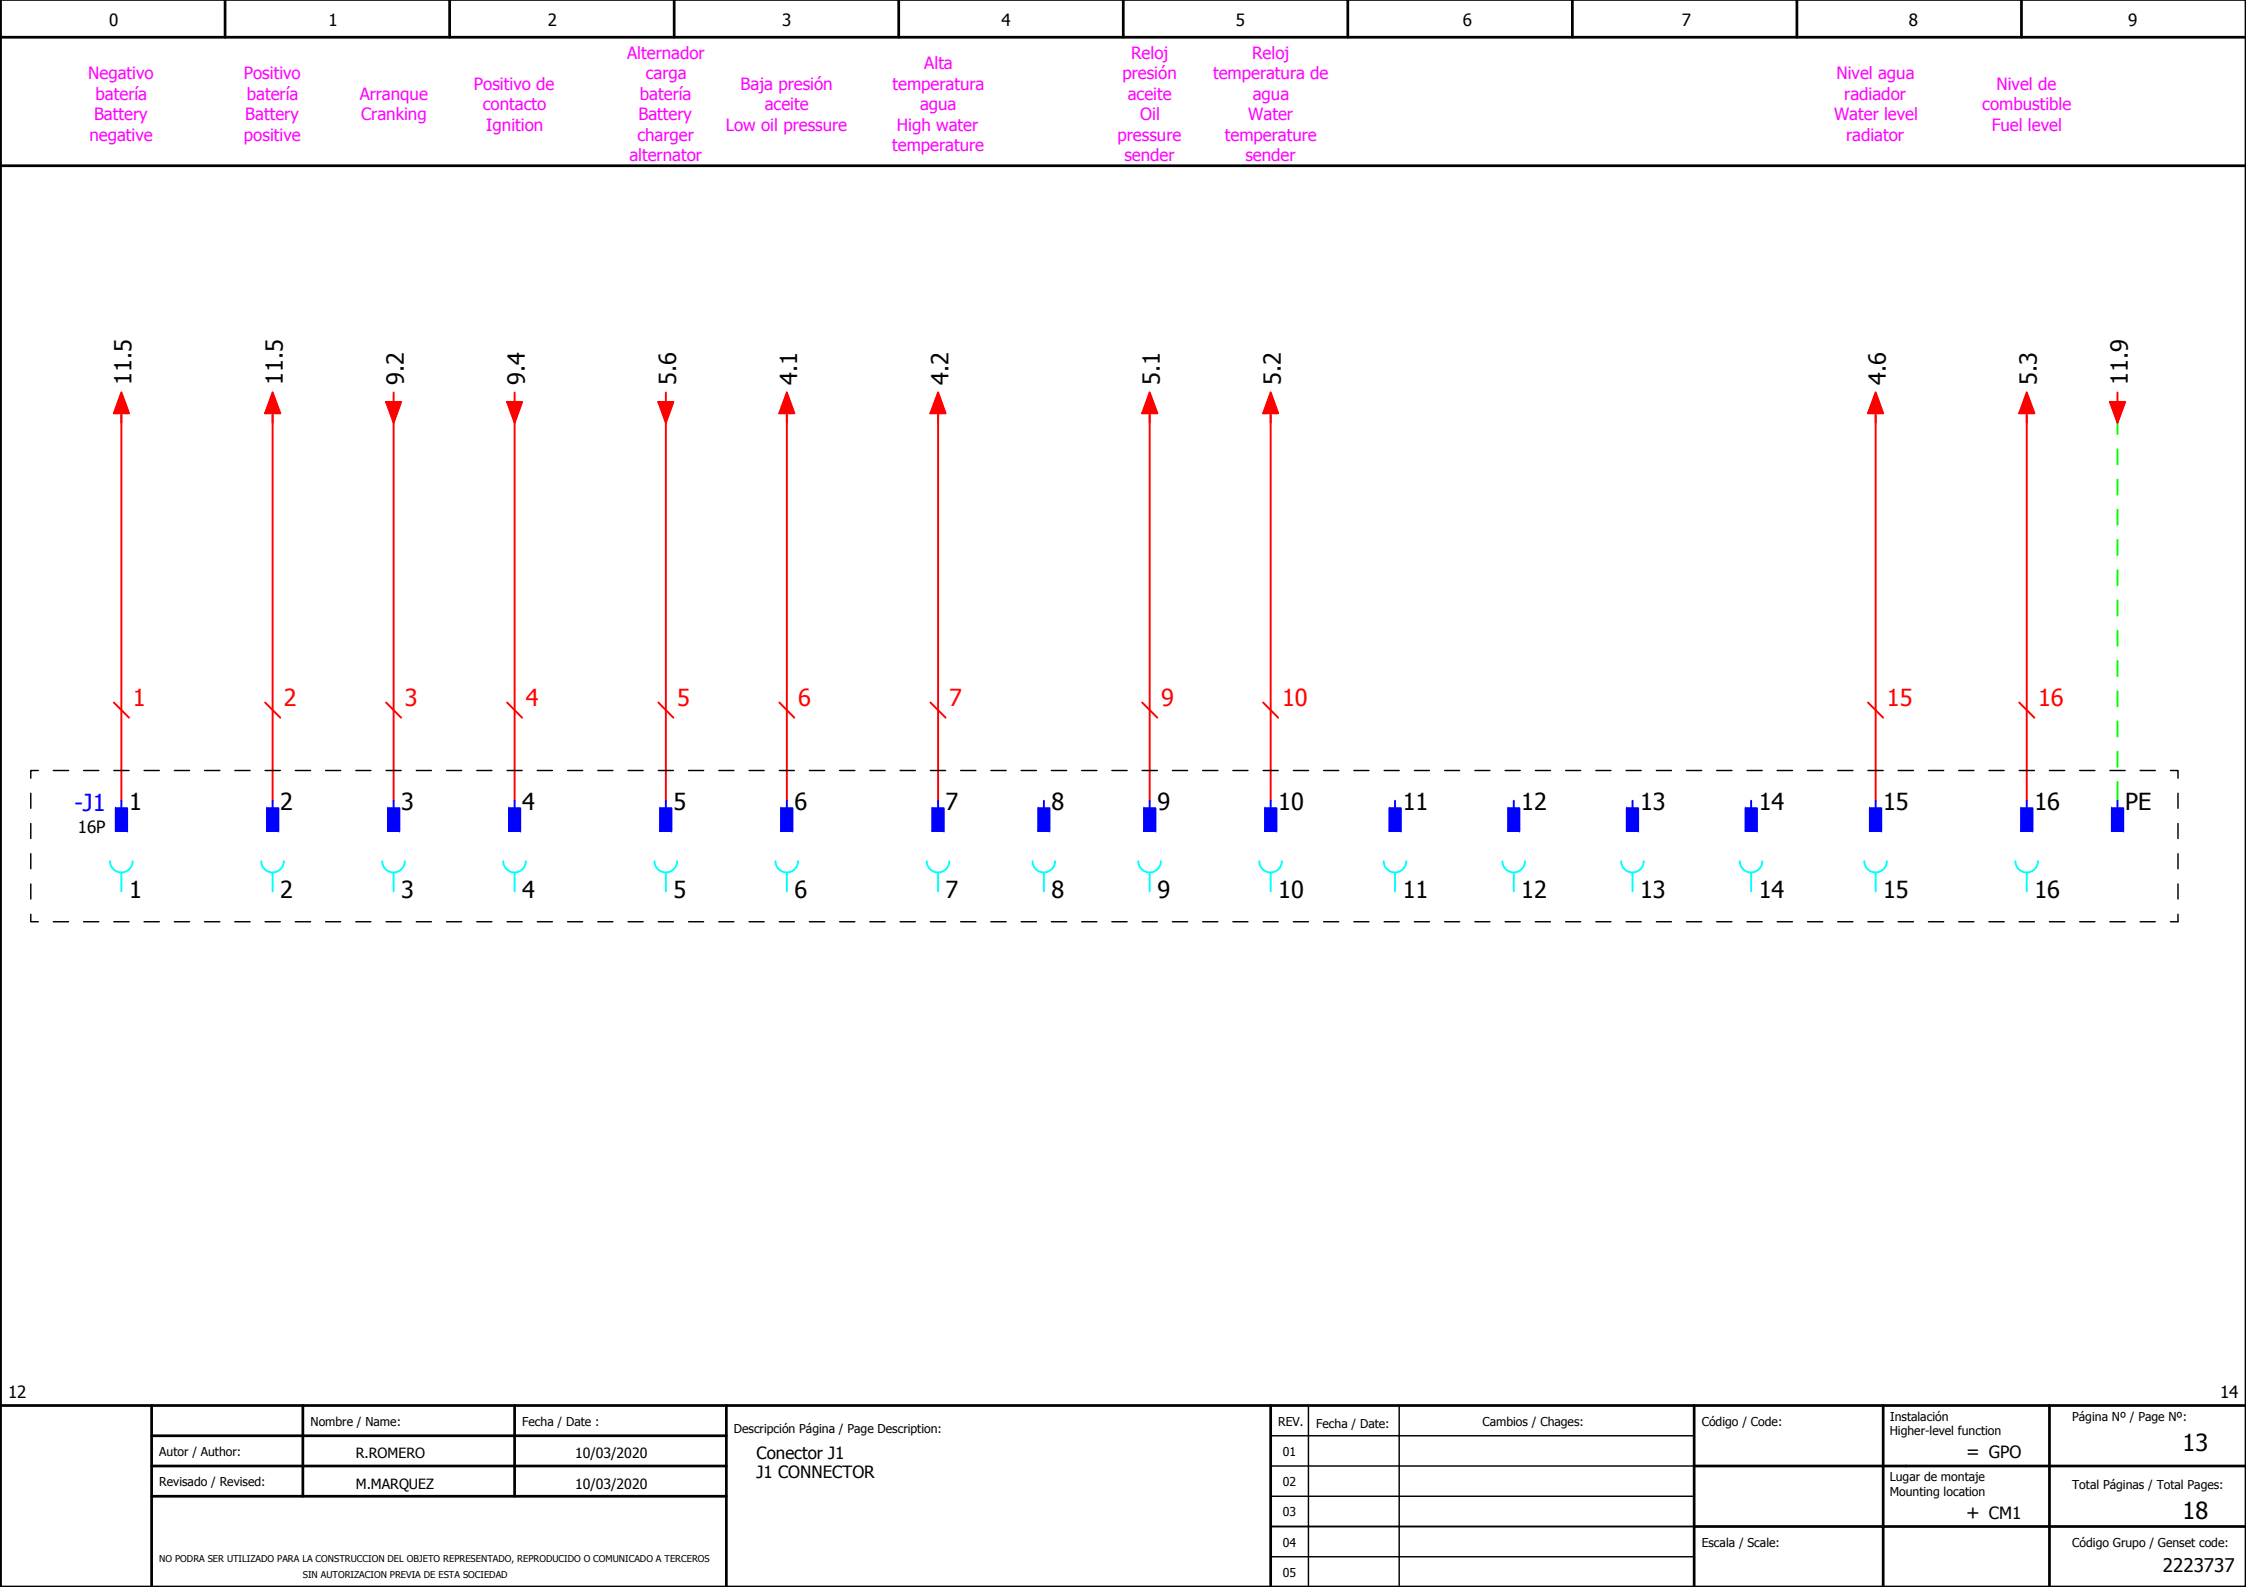 0 1 2 3 4 5 6 7 8 9
Negativo
batería
Battery
negative
Positivo
batería
Battery
positive
Arranque
Cranking
Positivo de
contacto
Ignition
Alternador
carga
batería
Battery
charger
alternator
Baja presión
aceite
Low oil pressure
Alta
temperatura
agua
High water
temperature
Reloj
presión
aceite
Oil
pressure
sender
Reloj
temperatura de
agua
Water
temperature
sender
Nivel agua
radiador
Water level
radiator
Nivel de
combustible
Fuel level
11.5 11.5 9.2 9.4 5.6 4.1 4.2 5.1 5.2 4.6 5.3 11.9
1 2 3 4 5 6 7 9 10 15 16
-J1 1 2 3 4 5 6 7 8 9 10 11 12 13 14 15 16 PE
16P
1 2 3 4 5 6 7 8 9 10 11 12 13 14 15 16
12 14
Nombre / Name: Fecha / Date :
Autor / Author: R.ROMERO 10/03/2020
Revisado / Revised: M.MARQUEZ 10/03/2020
NO PODRA SER UTILIZADO PARA LA CONSTRUCCION DEL OBJETO REPRESENTADO, REPRODUCIDO O COMUNICADO A TERCEROS
SIN AUTORIZACION PREVIA DE ESTA SOCIEDAD
Descripción Página / Page Description:
Conector J1
J1 CONNECTOR
REV. Fecha / Date: Cambios / Chages:
01
02
03
04
05
Código / Code:
Escala / Scale:
Instalación
Higher-level function
= GPO
Lugar de montaje
Mounting location
+ CM1
Página Nº / Page Nº:
13
Total Páginas / Total Pages:
18
Código Grupo / Genset code:
2223737